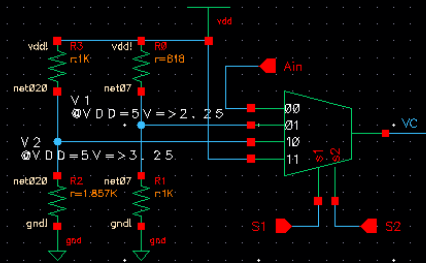 vdd
vdd! R3 vdd! R0
r:1K r=818
Ain
net020 net07
V1
@VDD=5V=>2.25
00
01
10
11
VC
V2
@VDD=5V=>3.25
s1 s2
net020 R2 net07 R1
r=1.857K r:1K
gnd! gnd!
S1 S2
gnd gnd